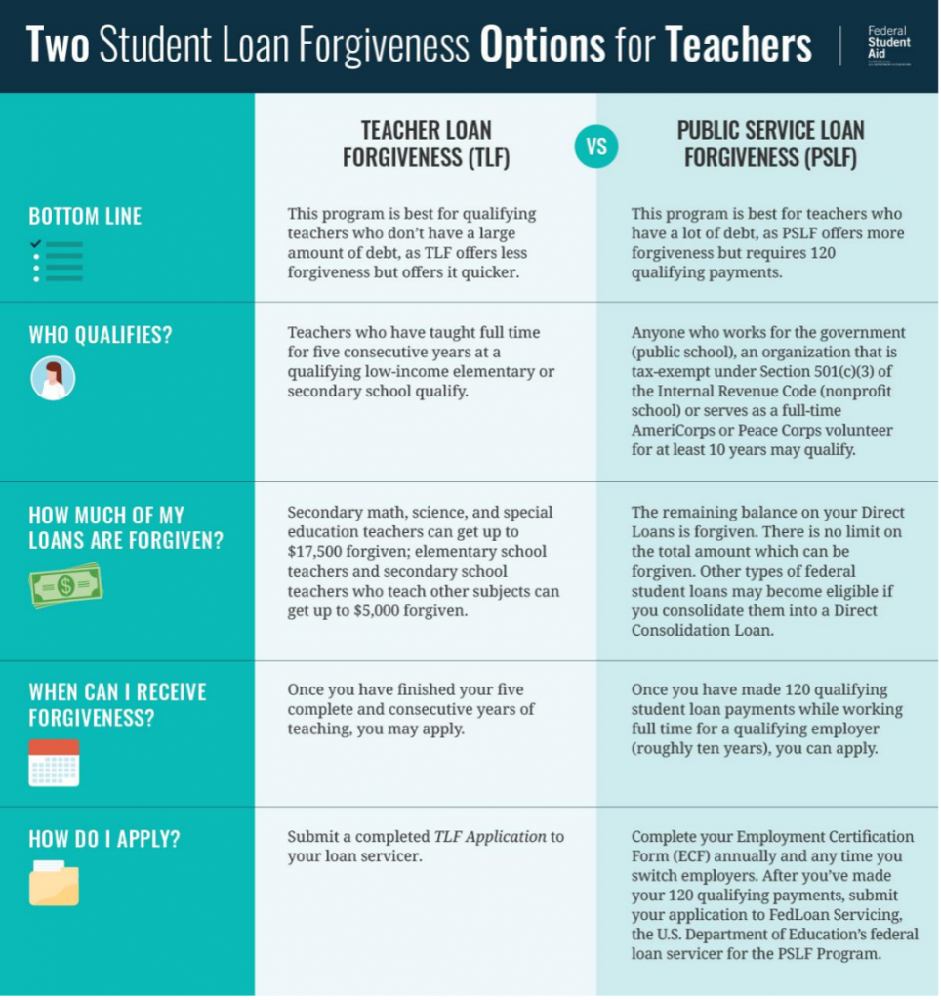 Two Student Loan Forgiveness Options for Teachers
Federal
Student
Aid
TEACHER LOAN
FORGIVENESS (TLF)
VS
PUBLIC SERVICE LOAN
FORGIVENESS (PSLF)
BOTTOM LINE
This program is best for qualifying
teachers who don't have a large
amount of debt, as TLF offers less
forgiveness but offers it quicker.
This program is best for teachers who
have a lot of debt, as PSLF offers more
forgiveness but requires 120
qualifying payments.
WHO QUALIFIES?
Teachers who have taught full time
for five consecutive years at a
qualifying low-income elementary or
secondary school qualify.
Anyone who works for the government
(public school), an organization that is
tax-exempt under Section 501(c)(3) of
the Internal Revenue Code (nonprofit
school) or serves as a full-time
AmeriCorps or Peace Corps volunteer
for at least 10 years may qualify.
HOW MUCH OF MY
LOANS ARE FORGIVEN?
Secondary math, science, and special
education teachers can get up to
$17,500 forgiven; elementary school
teachers and secondary school
teachers who teach other subjects can
get up to $5,000 forgiven.
The remaining balance on your Direct
Loans is forgiven. There is no limit on
the total amount which can be
forgiven. Other types of federal
student loans may become eligible if
you consolidate them into a Direct
Consolidation Loan.
WHEN CAN I RECEIVE
FORGIVENESS?
Once you have finished your five
complete and consecutive years of
teaching, you may apply.
Once you have made 120 qualifying
student loan payments while working
full time for a qualifying employer
(roughly ten years), you can apply.
HOW DO I APPLY?
Submit a completed TLF Application to
your loan servicer.
Complete your Employment Certification
Form (ECF) annually and any time you
switch employers. After you've made
your 120 qualifying payments, submit
your application to FedLoan Servicing,
the U.S. Department of Education's federal
loan servicer for the PSLF Program.